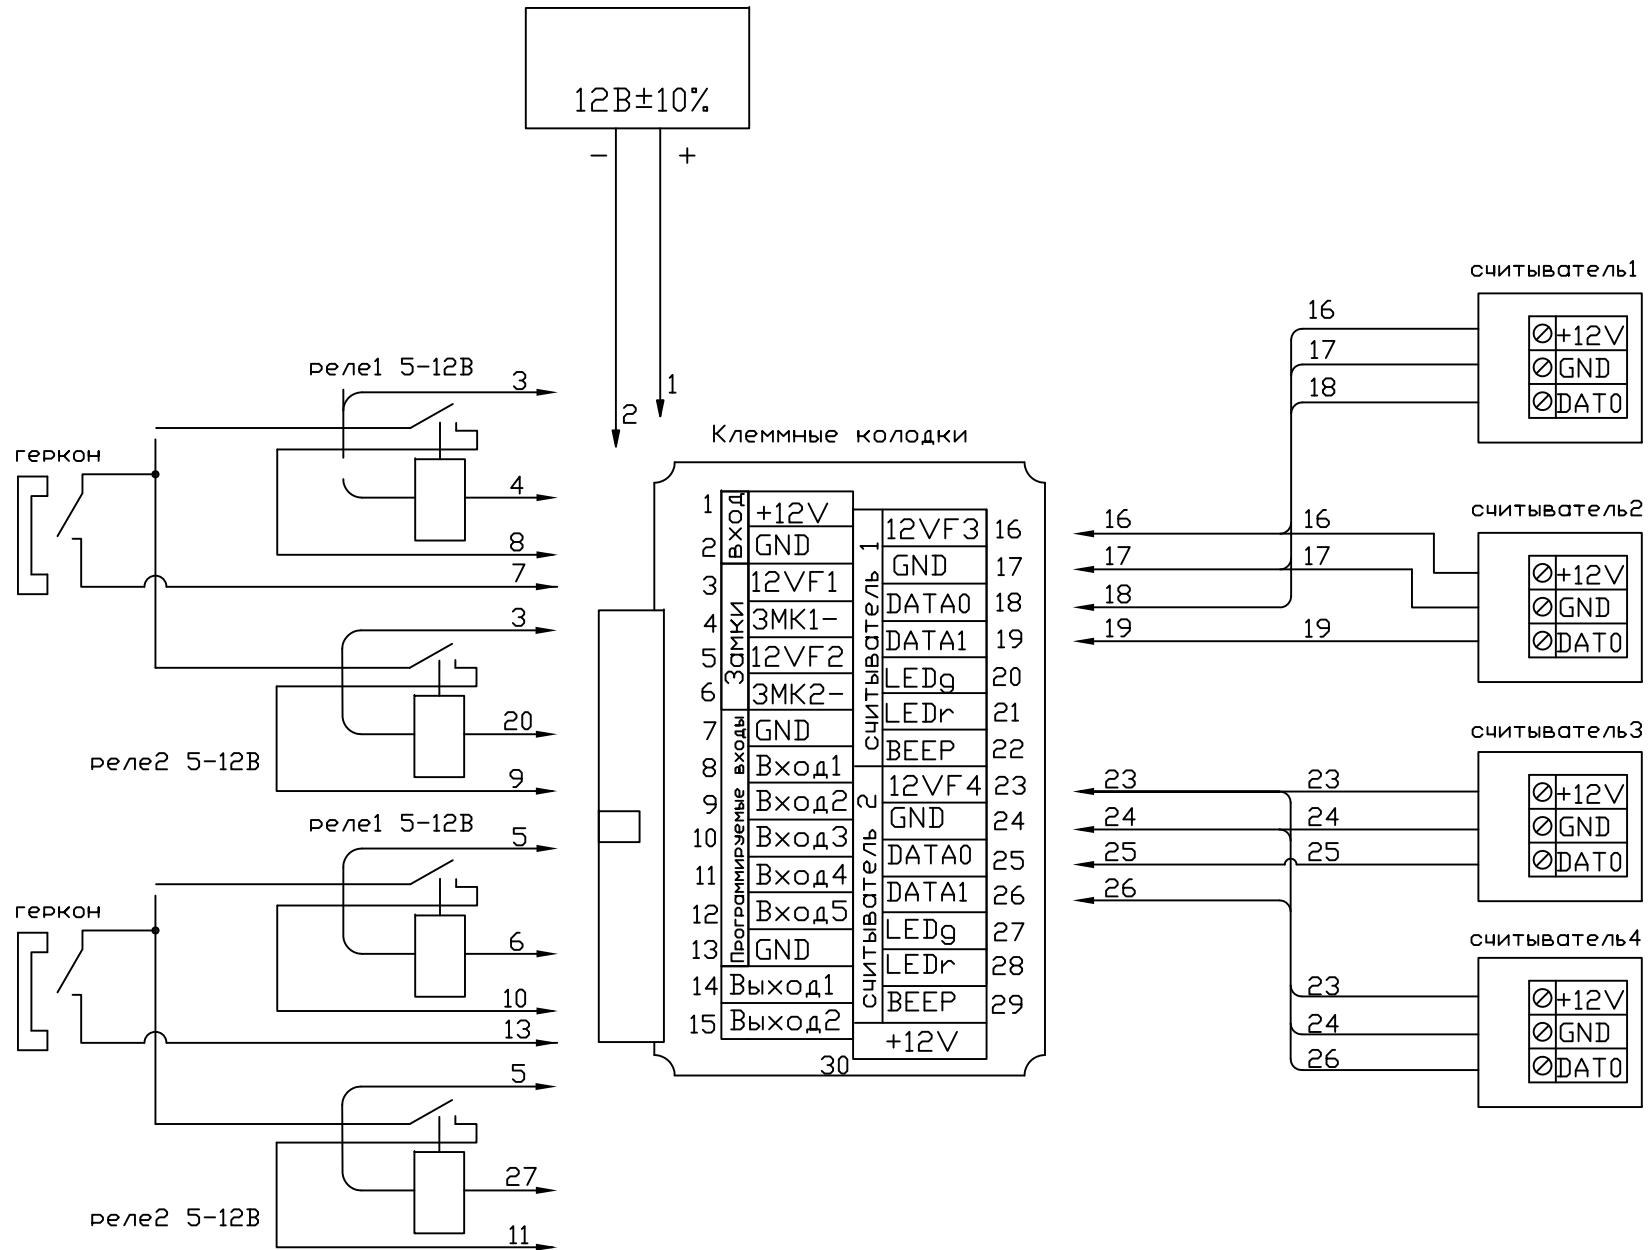 12В±10%
− +
1
2
реле1 5-12В
3
4
8
7
геркон
3
20
9
реле2 5-12В
реле1 5-12В
5
6
10
13
геркон
5
27
11
реле2 5-12В
Клеммные колодки
вход
1 +12V
2 GND
Замки
3 12VF1
4 ЗМК1-
5 12VF2
6 ЗМК2-
Программируемые входы
7 GND
8 Вход1
9 Вход2
10 Вход3
11 Вход4
12 Вход5
13 GND
14 Выход1
15 Выход2
считыватель 1
12VF3 16
GND 17
DATA0 18
DATA1 19
LEDg 20
LEDr 21
BEEP 22
считыватель 2
12VF4 23
GND 24
DATA0 25
DATA1 26
LEDg 27
LEDr 28
BEEP 29
+12V
30
считыватель1
16 +12V
17 GND
18 DAT0
считыватель2
16 16 +12V
17 17 GND
18
19 19 DAT0
считыватель3
23 23 +12V
24 24 GND
25 25 DAT0
26
считыватель4
23 +12V
24 GND
26 DAT0